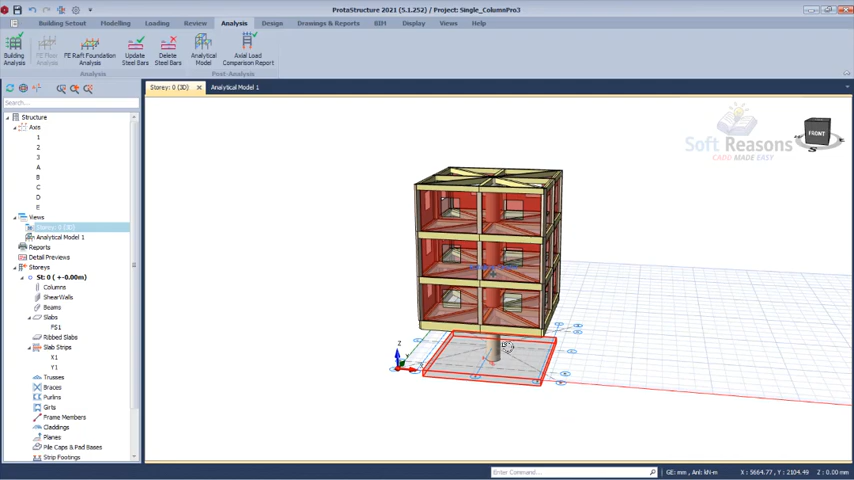 ProtaStructure 2021 (5.1.252) / Project: Single_ColumnPro3
Building Setout Modelling Loading Review Analysis Design Drawings & Reports BIM Display Views Help
Building Analysis
FE Floor Analysis
FE Raft Foundation Analysis
Update Steel Bars
Delete Steel Bars
Analytical Model
Axial Load Comparison Report
Analysis Post-Analysis
Storey: 0 (3D) Analytical Model 1
Search...
Structure
Axis
1
2
3
A
B
C
D
E
Views
Storey: 0 (3D)
Analytical Model 1
Reports
Detail Previews
Storeys
St: 0 ( +-0.00m)
Columns
ShearWalls
Beams
Slabs
FS1
Ribbed Slabs
Slab Strips
X1
Y1
Trusses
Braces
Purlins
Girts
Frame Members
Claddings
Planes
Pile Caps & Pad Bases
Strip Footings
Soft Reasons
CADD MADE EASY
FRONT
S
Z
Y
X
Enter Command...
GE: mm, Anl: kN-m
X : 5664.77, Y : 2104.49
Z : 0.00 mm